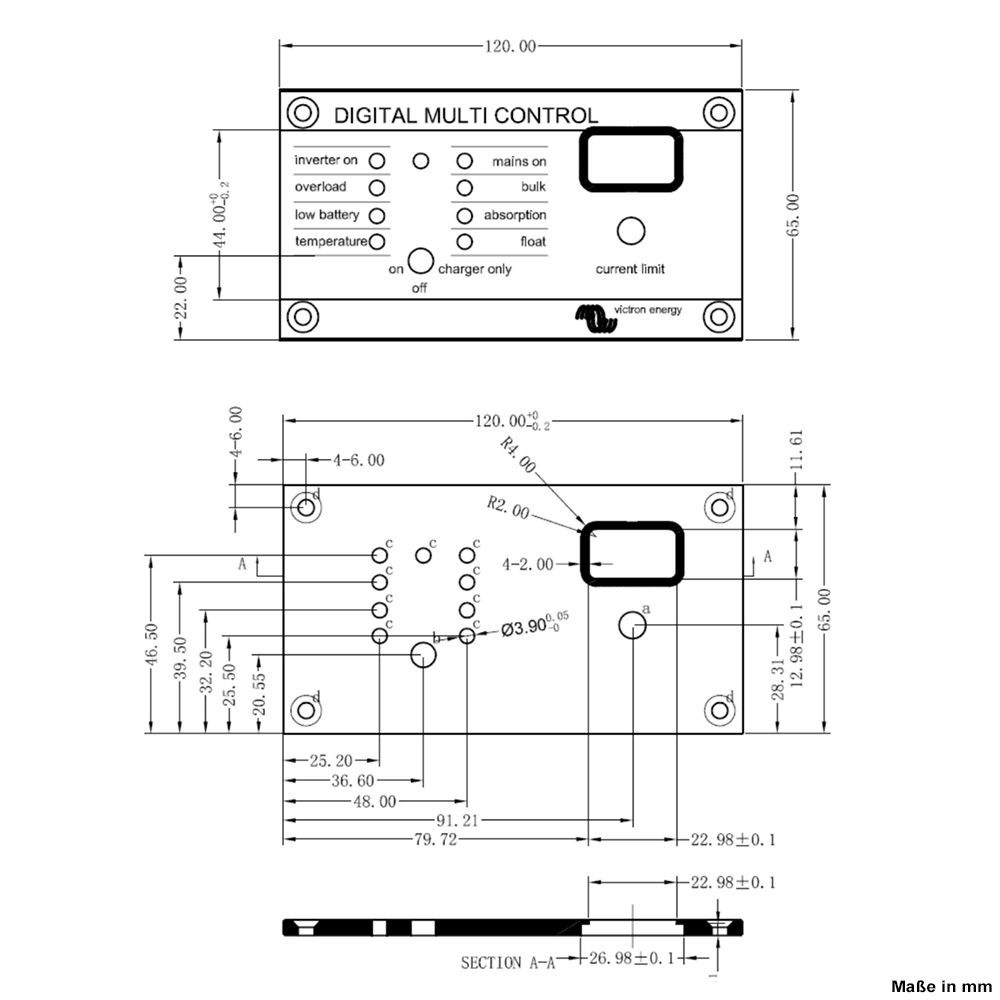 120.00
DIGITAL MULTI CONTROL
inverter on
mains on
overload
bulk
low battery
absorption
temperature
float
on
charger only
off
current limit
victron energy
44.00+0-0.2
22.00
65.00
120.00+0-0.2
4-6.00
4-6.00
R4.00
R2.00
4-2.00
11.61
d
d
c
c
c
A
A
c
c
c
c
c
c
b
Ø3.90 0.05 -0
a
d
d
46.50
39.50
32.20
25.50
20.55
28.31
12.98±0.1
65.00
25.20
36.60
48.00
91.21
79.72
22.98±0.1
22.98±0.1
SECTION A-A
26.98±0.1
Maße in mm